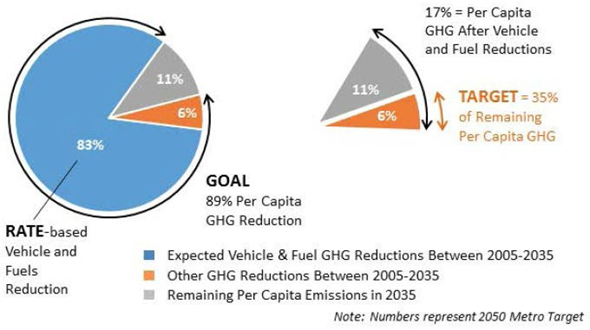 83%
11%
6%
RATE-based
Vehicle and
Fuels
Reduction
GOAL
89% Per Capita
GHG Reduction
17% = Per Capita
GHG After Vehicle
and Fuel Reductions
11%
6%
TARGET = 35%
of Remaining
Per Capita GHG
Expected Vehicle & Fuel GHG Reductions Between 2005-2035
Other GHG Reductions Between 2005-2035
Remaining Per Capita Emissions in 2035
Note: Numbers represent 2050 Metro Target